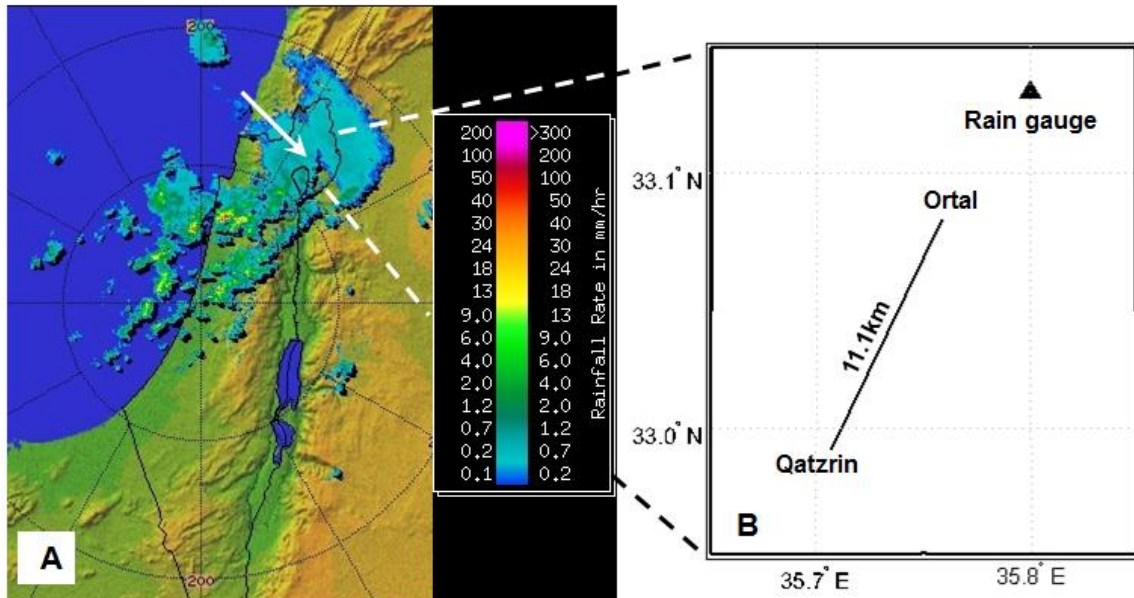 200
200 >300
100 200
50 100
40 50
30 40
24 30
18 24
13 18
9.0 13
6.0 9.0
4.0 6.0
2.0 4.0
1.2 2.0
0.7 1.2
0.2 0.7
0.1 0.2
Rainfall Rate in mm/hr
200
A
Rain gauge
33.1° N
Ortal
11.1km
33.0° N
Qatzrin
B
35.7° E 35.8° E